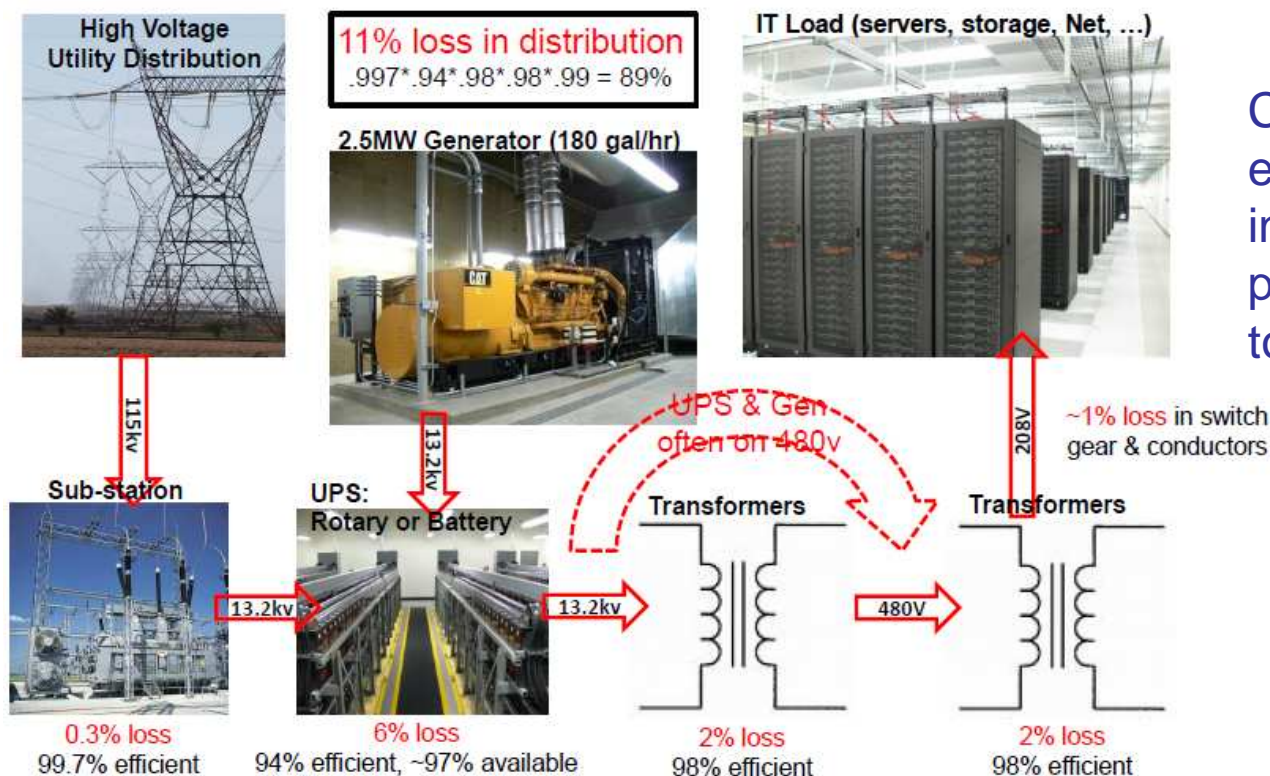 High Voltage
Utility Distribution
11% loss in distribution
.997*.94*.98*.98*.99 = 89%
IT Load (servers, storage, Net, ...)
2.5MW Generator (180 gal/hr)
CAT
115kv
13.2kv
UPS & Gen
often on 480v
208V
~1% loss in switch
gear & conductors
Sub-station
UPS:
Rotary or Battery
Transformers
Transformers
13.2kv
13.2kv
480V
0.3% loss
99.7% efficient
6% loss
94% efficient, ~97% available
2% loss
98% efficient
2% loss
98% efficient